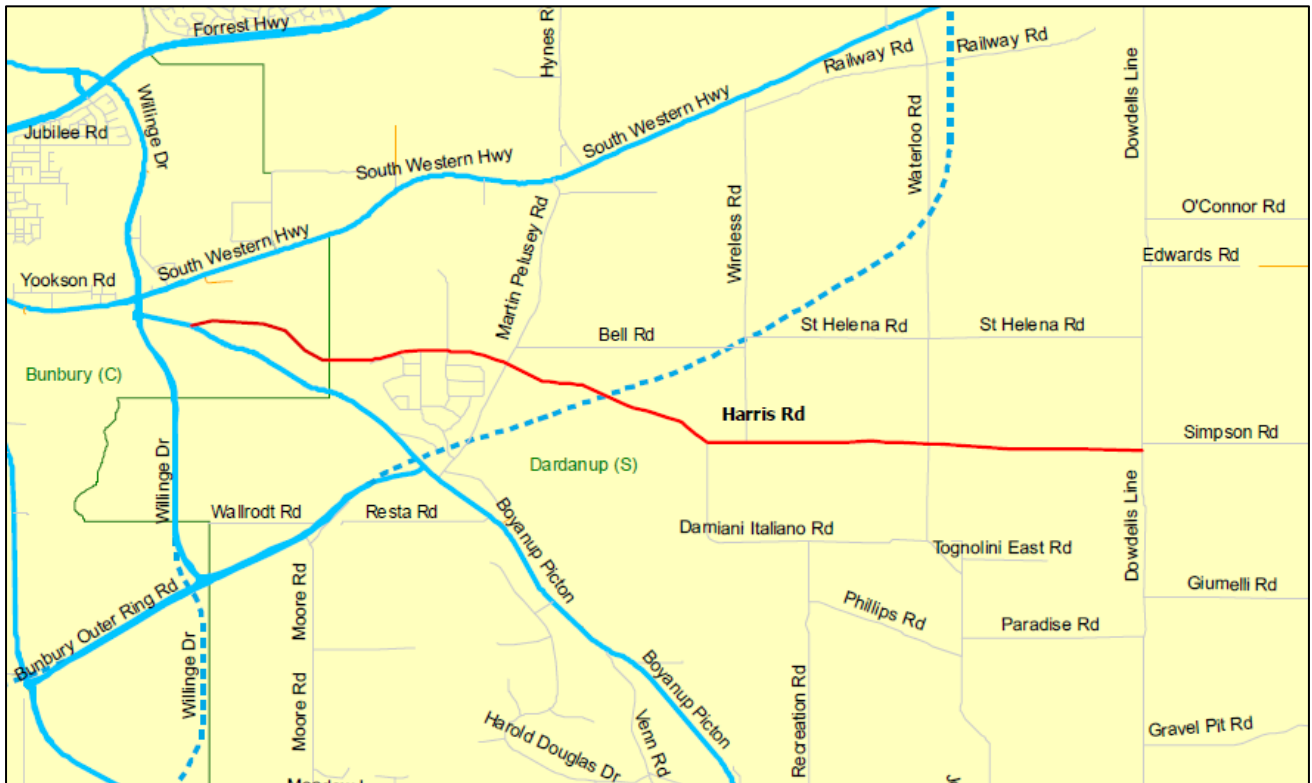 Forrest Hwy
Hynes R
Railway Rd
Railway Rd
Willinge Dr
Jubilee Rd
South Western Hwy
South Western Hwy
Waterloo Rd
Dowdells Line
O'Connor Rd
South Western Hwy
Martin Pelusey Rd
Wireless Rd
Edwards Rd
Yookson Rd
Bell Rd
St Helena Rd
St Helena Rd
Bunbury (C)
Harris Rd
Simpson Rd
Willinge Dr
Dardanup (S)
Wallrodt Rd
Resta Rd
Boyanup Picton
Damiani Italiano Rd
Tognolini East Rd
Dowdells Line
Giumelli Rd
Moore Rd
Phillips Rd
Paradise Rd
Bunbury Outer Ring Rd
Willinge Dr
Moore Rd
Boyanup Picton
Venn Rd
Recreation Rd
Harold Douglas Dr
Gravel Pit Rd